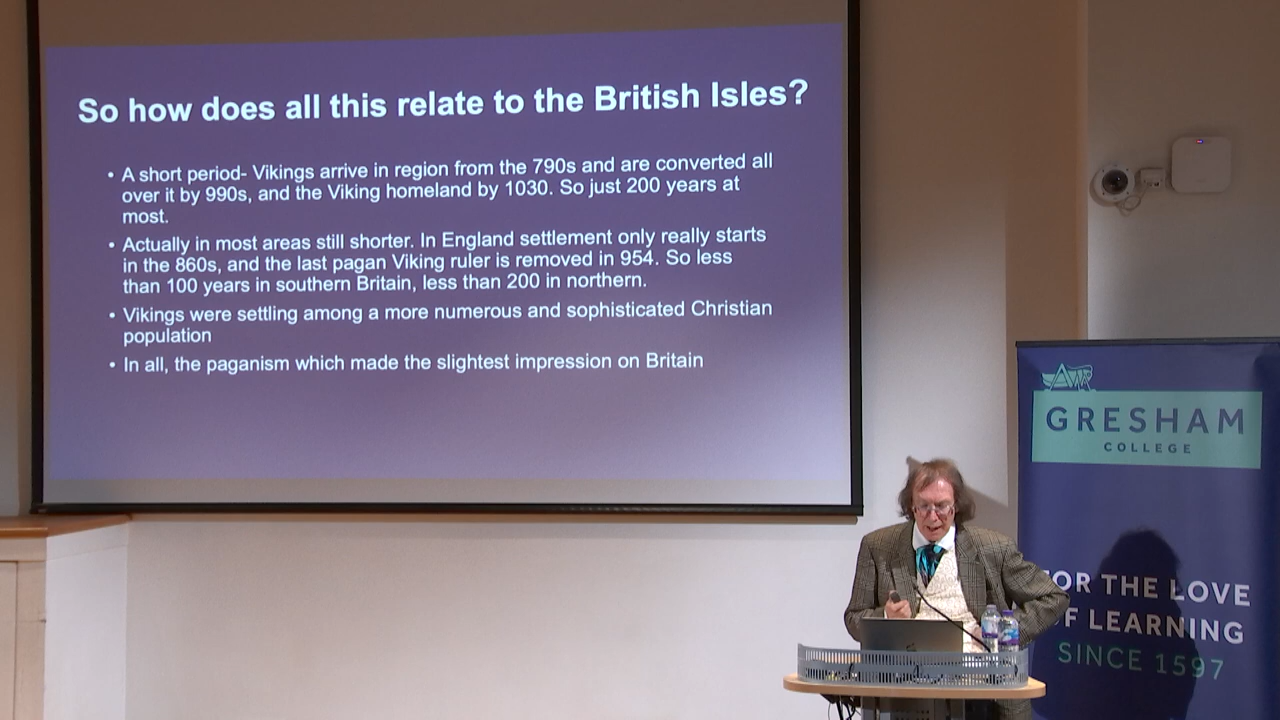 So how does all this relate to the British Isles?
• A short period- Vikings arrive in region from the 790s and are converted all
over it by 990s, and the Viking homeland by 1030. So just 200 years at
most.
• Actually in most areas still shorter. In England settlement only really starts
in the 860s, and the last pagan Viking ruler is removed in 954. So less
than 100 years in southern Britain, less than 200 in northern.
• Vikings were settling among a more numerous and sophisticated Christian
population
• In all, the paganism which made the slightest impression on Britain
GRESHAM
COLLEGE
FOR THE LOVE
OF LEARNING
SINCE 1597